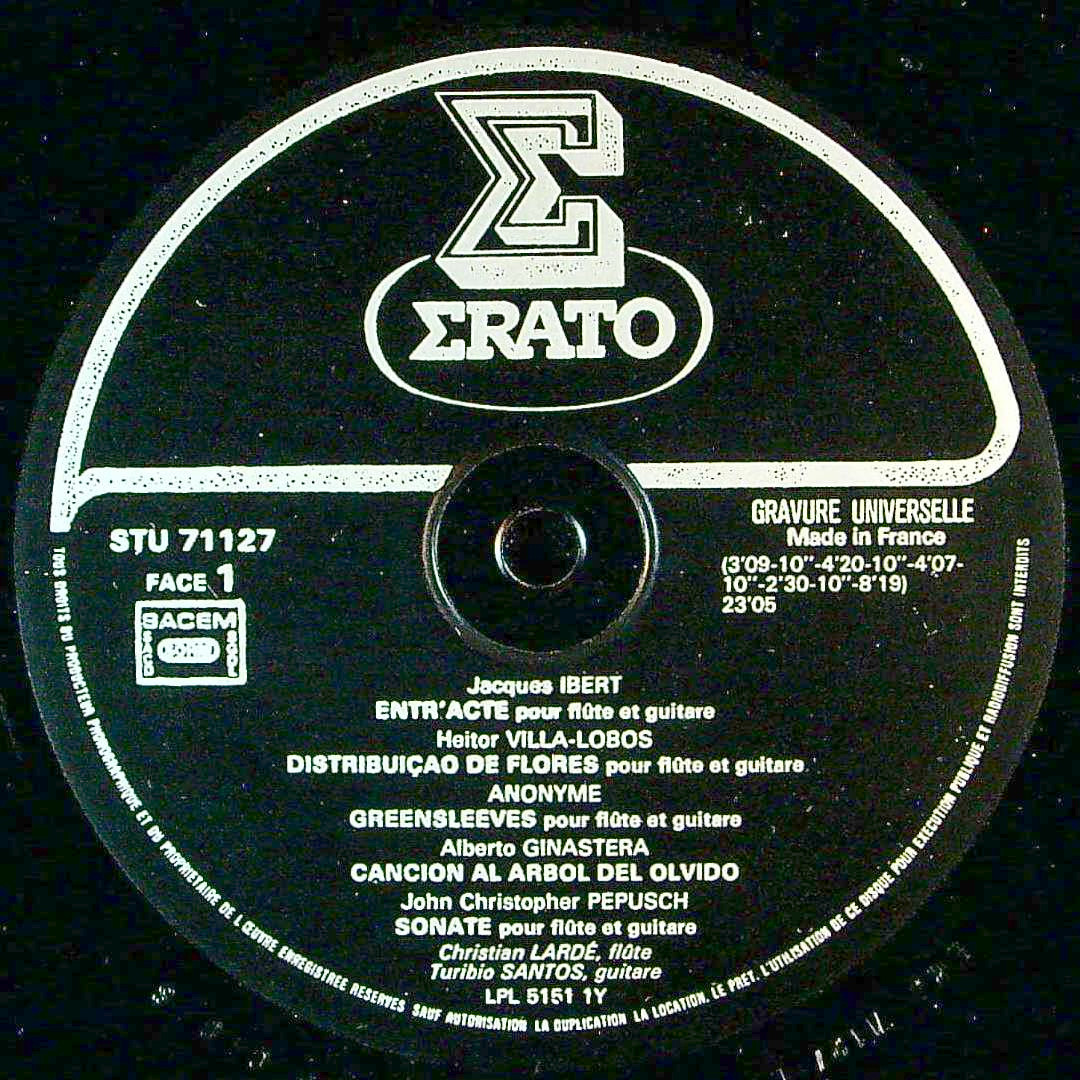 Σ
ΣRATO
STU 71127
FACE 1
SACEM
GRAVURE UNIVERSELLE
Made in France
(3'09-10"-4'20-10"-4'07-
10"-2'30-10"-8'19)
23'05
Jacques IBERT
ENTR'ACTE pour flûte et guitare
Heitor VILLA-LOBOS
DISTRIBUIÇAO DE FLORES pour flûte et guitare
ANONYME
GREENSLEEVES pour flûte et guitare
Alberto GINASTERA
CANCION AL ARBOL DEL OLVIDO
John Christopher PEPUSCH
SONATE pour flûte et guitare
Christian LARDÉ, flûte
Turibio SANTOS, guitare
LPL 5151 1Y
TOUS DROITS DU PRODUCTEUR PHONOGRAPHIQUE ET DU PROPRIETAIRE DE L'ŒUVRE ENREGISTREE RESERVES SAUF AUTORISATION LA DUPLICATION LA LOCATION, LE PRET, L'UTILISATION DE CE DISQUE POUR EXECUTION PUBLIQUE ET RADIODIFFUSION SONT INTERDITS